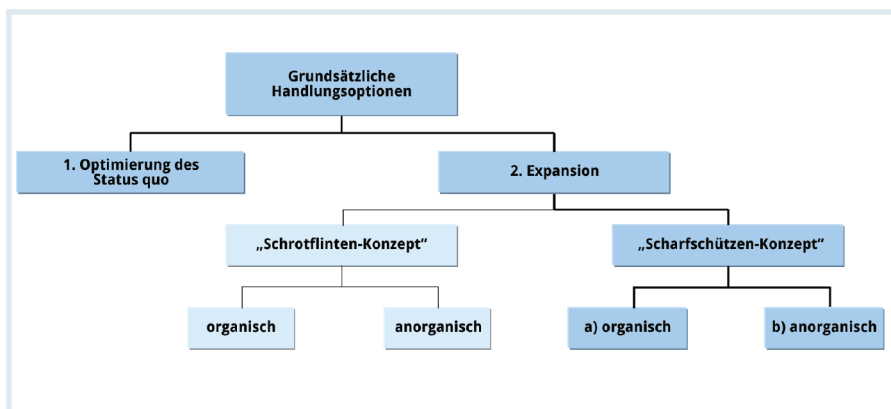 Grundsätzliche
Handlungsoptionen
1. Optimierung des
Status quo
2. Expansion
„Schrotflinten-Konzept“
„Scharfschützen-Konzept“
organisch
anorganisch
a) organisch
b) anorganisch